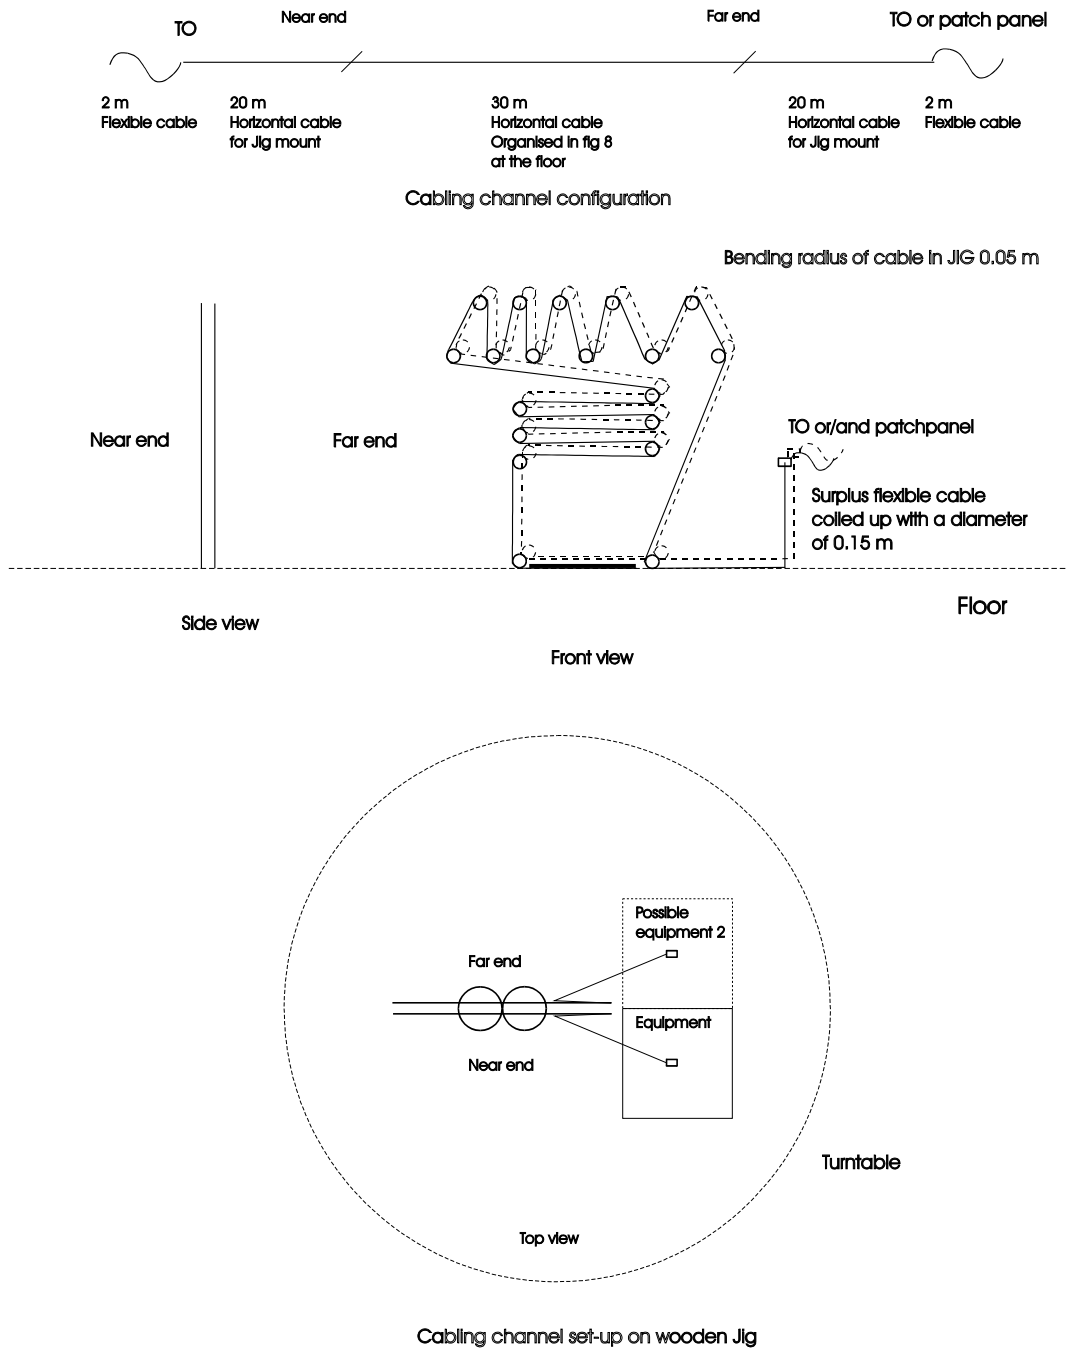 TO
Near end
Far end
TO or patch panel
2 m
Flexible cable
20 m
Horizontal cable
for Jig mount
30 m
Horizontal cable
Organised in fig 8
at the floor
20 m
Horizontal cable
for Jig mount
2 m
Flexible cable
Cabling channel configuration
Bending radius of cable in JIG 0.05 m
Near end
Far end
TO or/and patchpanel
Surplus flexible cable
coiled up with a diameter
of 0.15 m
Floor
Side view
Front view
Possible
equipment 2
Far end
Equipment
Near end
Turntable
Top view
Cabling channel set-up on wooden Jig